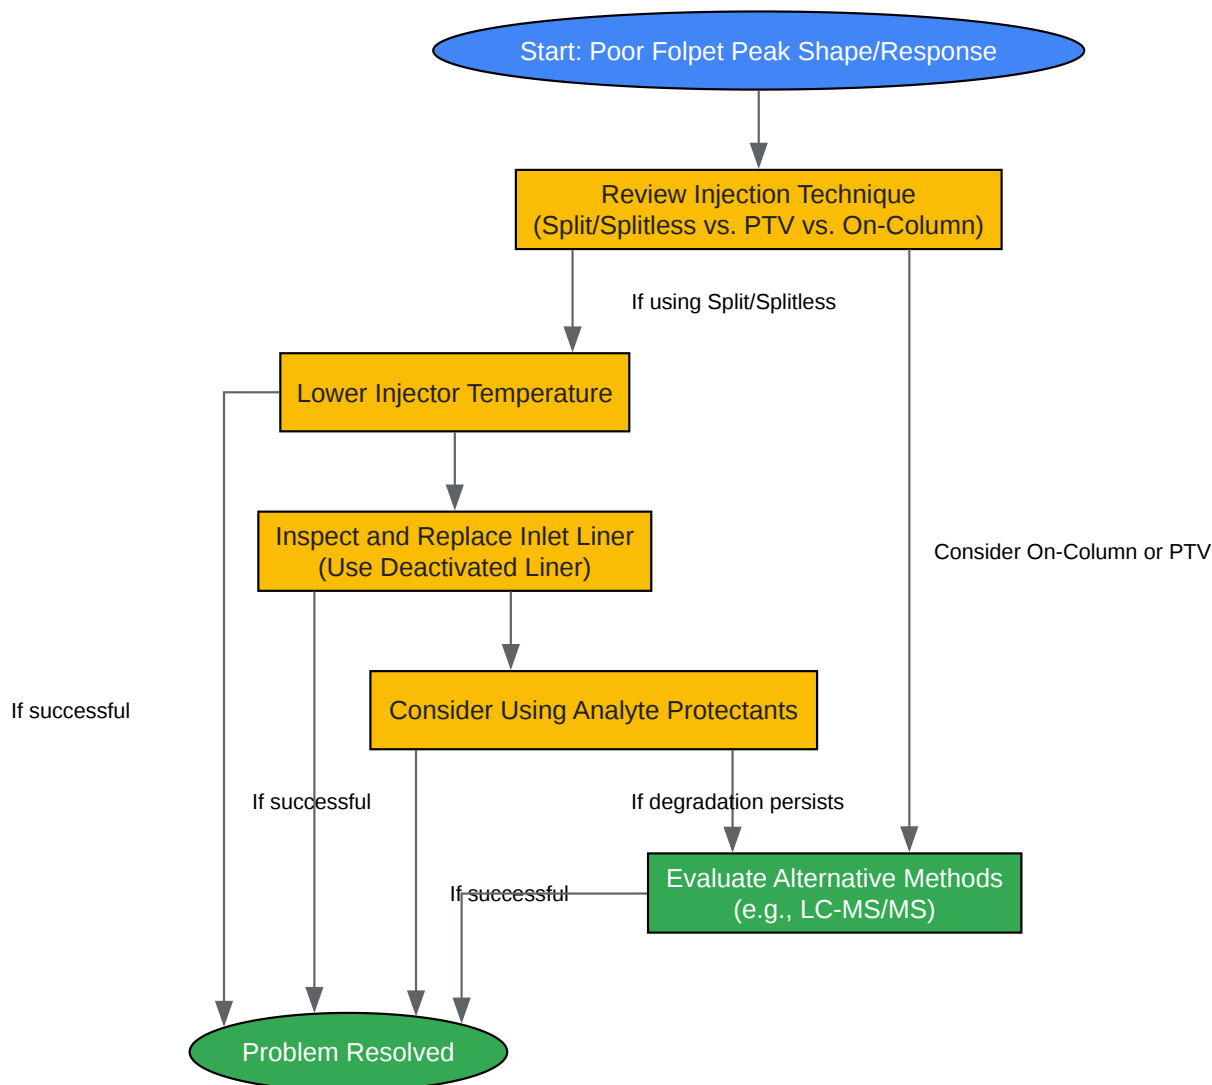 Start: Poor Folpet Peak Shape/Response
Review Injection Technique
(Split/Splitless vs. PTV vs. On-Column)
If using Split/Splitless
Lower Injector Temperature
Inspect and Replace Inlet Liner
(Use Deactivated Liner)
Consider On-Column or PTV
Consider Using Analyte Protectants
If successful
If successful
If degradation persists
Evaluate Alternative Methods
(e.g., LC-MS/MS)
If successful
Problem Resolved